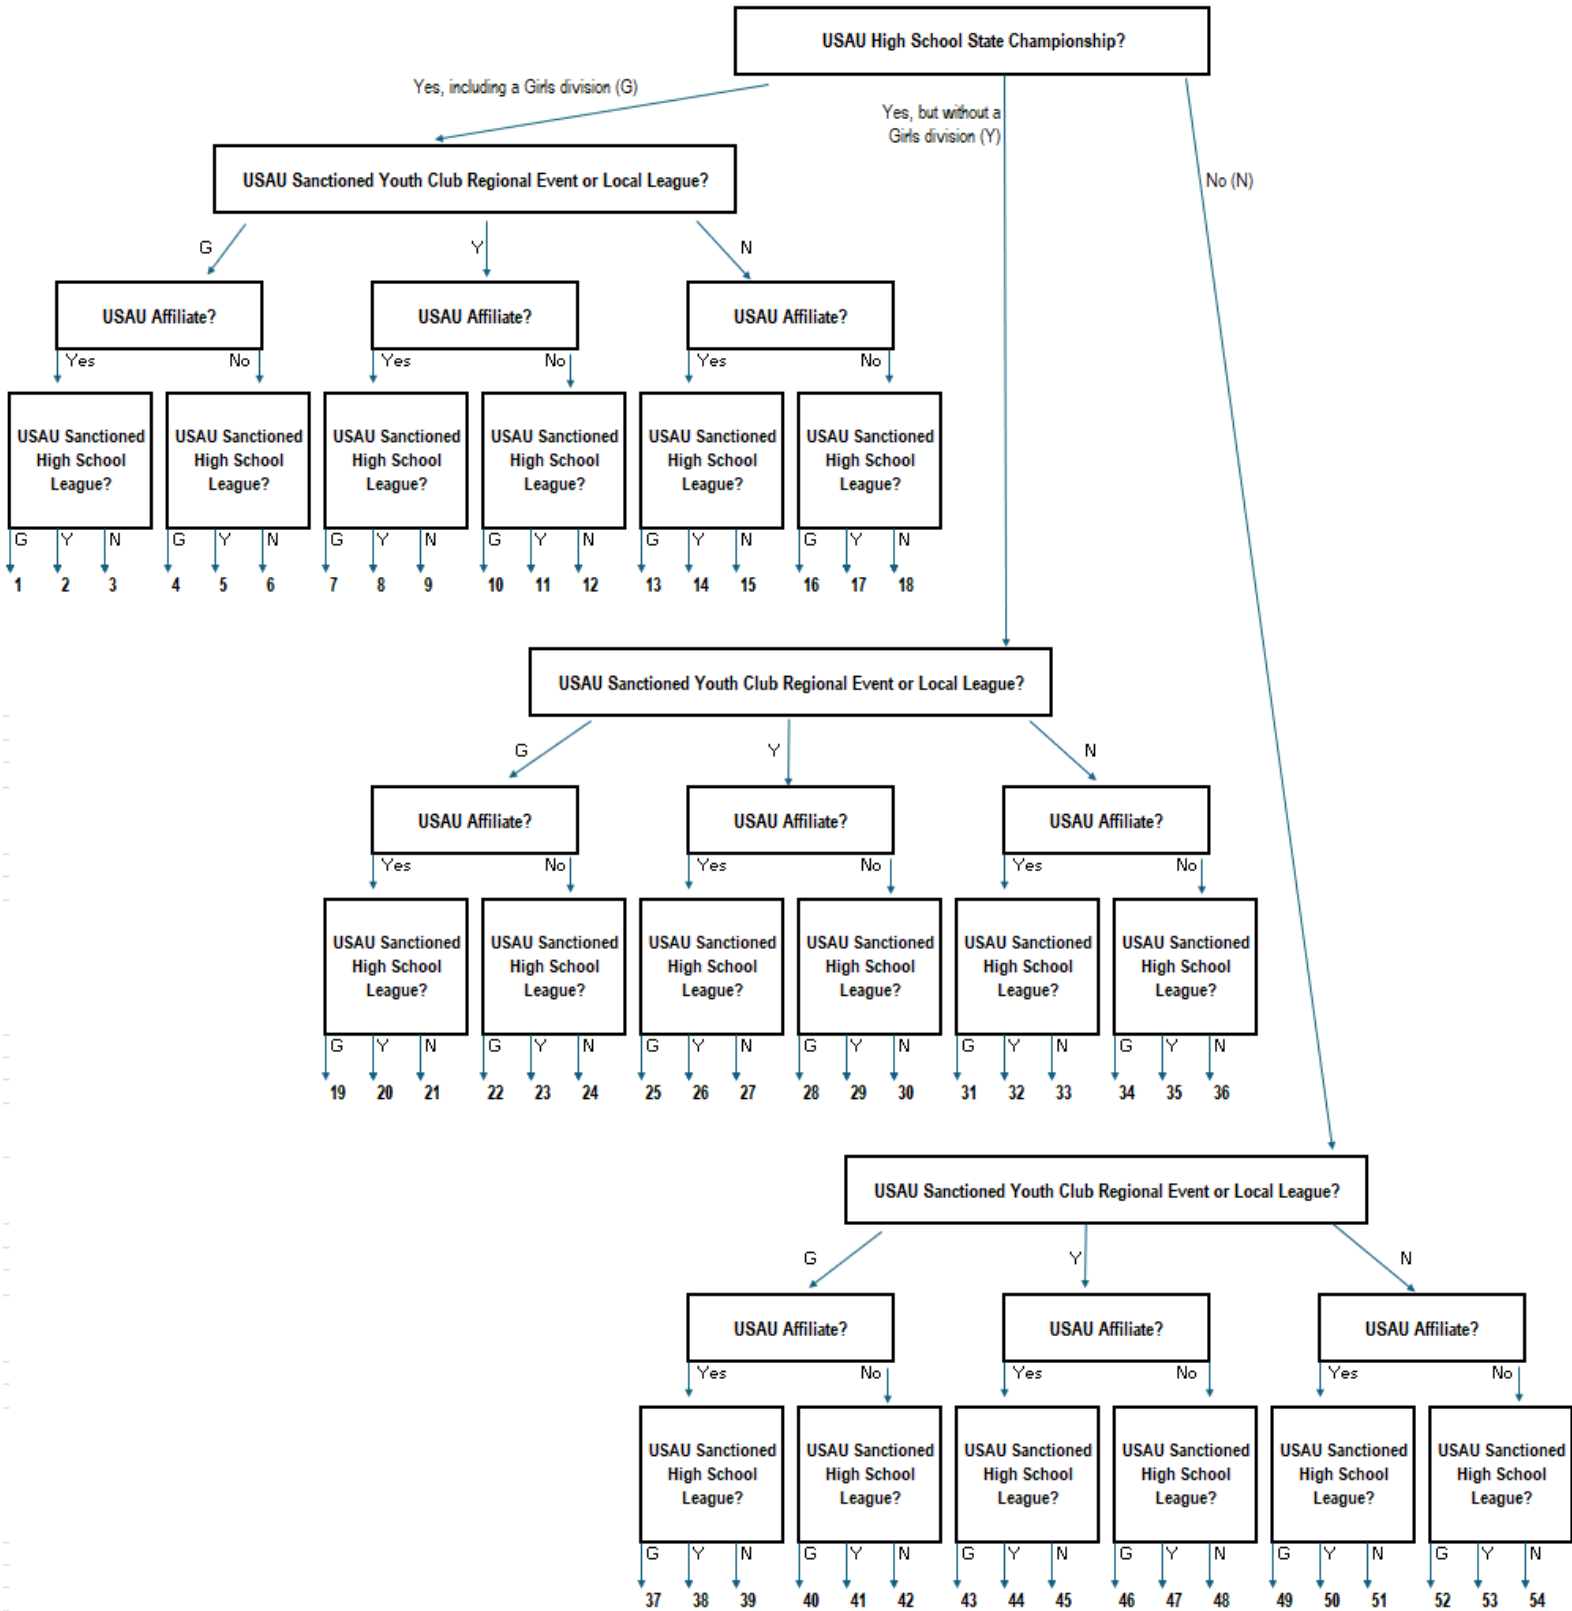 USAU High School State Championship?
Yes, including a Girls division (G)
Yes, but without a
Girls division (Y)
No (N)
USAU Sanctioned Youth Club Regional Event or Local League?
G Y N
USAU Affiliate? USAU Affiliate? USAU Affiliate?
Yes No Yes No Yes No
USAU Sanctioned USAU Sanctioned USAU Sanctioned USAU Sanctioned USAU Sanctioned USAU Sanctioned
High School High School High School High School High School High School
League? League? League? League? League? League?
G Y N G Y N G Y N G Y N G Y N G Y N
1 2 3 4 5 6 7 8 9 10 11 12 13 14 15 16 17 18
USAU Sanctioned Youth Club Regional Event or Local League?
G Y N
USAU Affiliate? USAU Affiliate? USAU Affiliate?
Yes No Yes No Yes No
USAU Sanctioned USAU Sanctioned USAU Sanctioned USAU Sanctioned USAU Sanctioned USAU Sanctioned
High School High School High School High School High School High School
League? League? League? League? League? League?
G Y N G Y N G Y N G Y N G Y N G Y N
19 20 21 22 23 24 25 26 27 28 29 30 31 32 33 34 35 36
USAU Sanctioned Youth Club Regional Event or Local League?
G Y N
USAU Affiliate? USAU Affiliate? USAU Affiliate?
Yes No Yes No Yes No
USAU Sanctioned USAU Sanctioned USAU Sanctioned USAU Sanctioned USAU Sanctioned USAU Sanctioned
High School High School High School High School High School High School
League? League? League? League? League? League?
G Y N G Y N G Y N G Y N G Y N G Y N
37 38 39 40 41 42 43 44 45 46 47 48 49 50 51 52 53 54